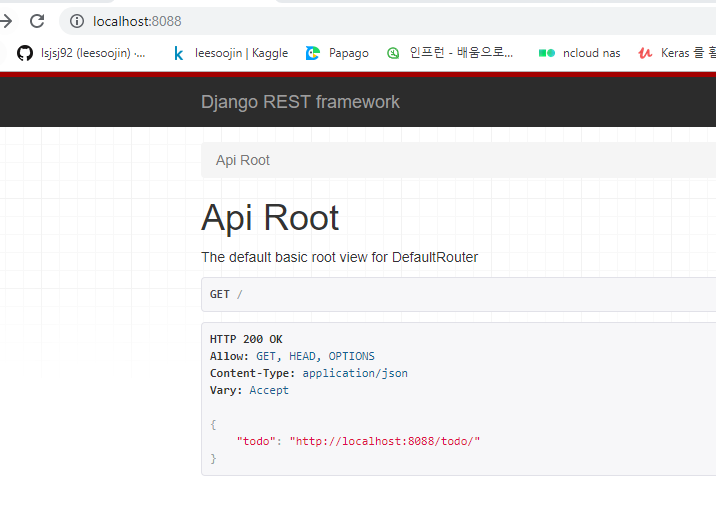 localhost:8088
lsjsj92 (leesoojin) ·... leesoojin | Kaggle Papago 인프런 - 배움으로... ncloud nas Keras 를 활
Django REST framework
Api Root
Api Root
The default basic root view for DefaultRouter
GET /
HTTP 200 OK
Allow: GET, HEAD, OPTIONS
Content-Type: application/json
Vary: Accept
{
"todo": "http://localhost:8088/todo/"
}